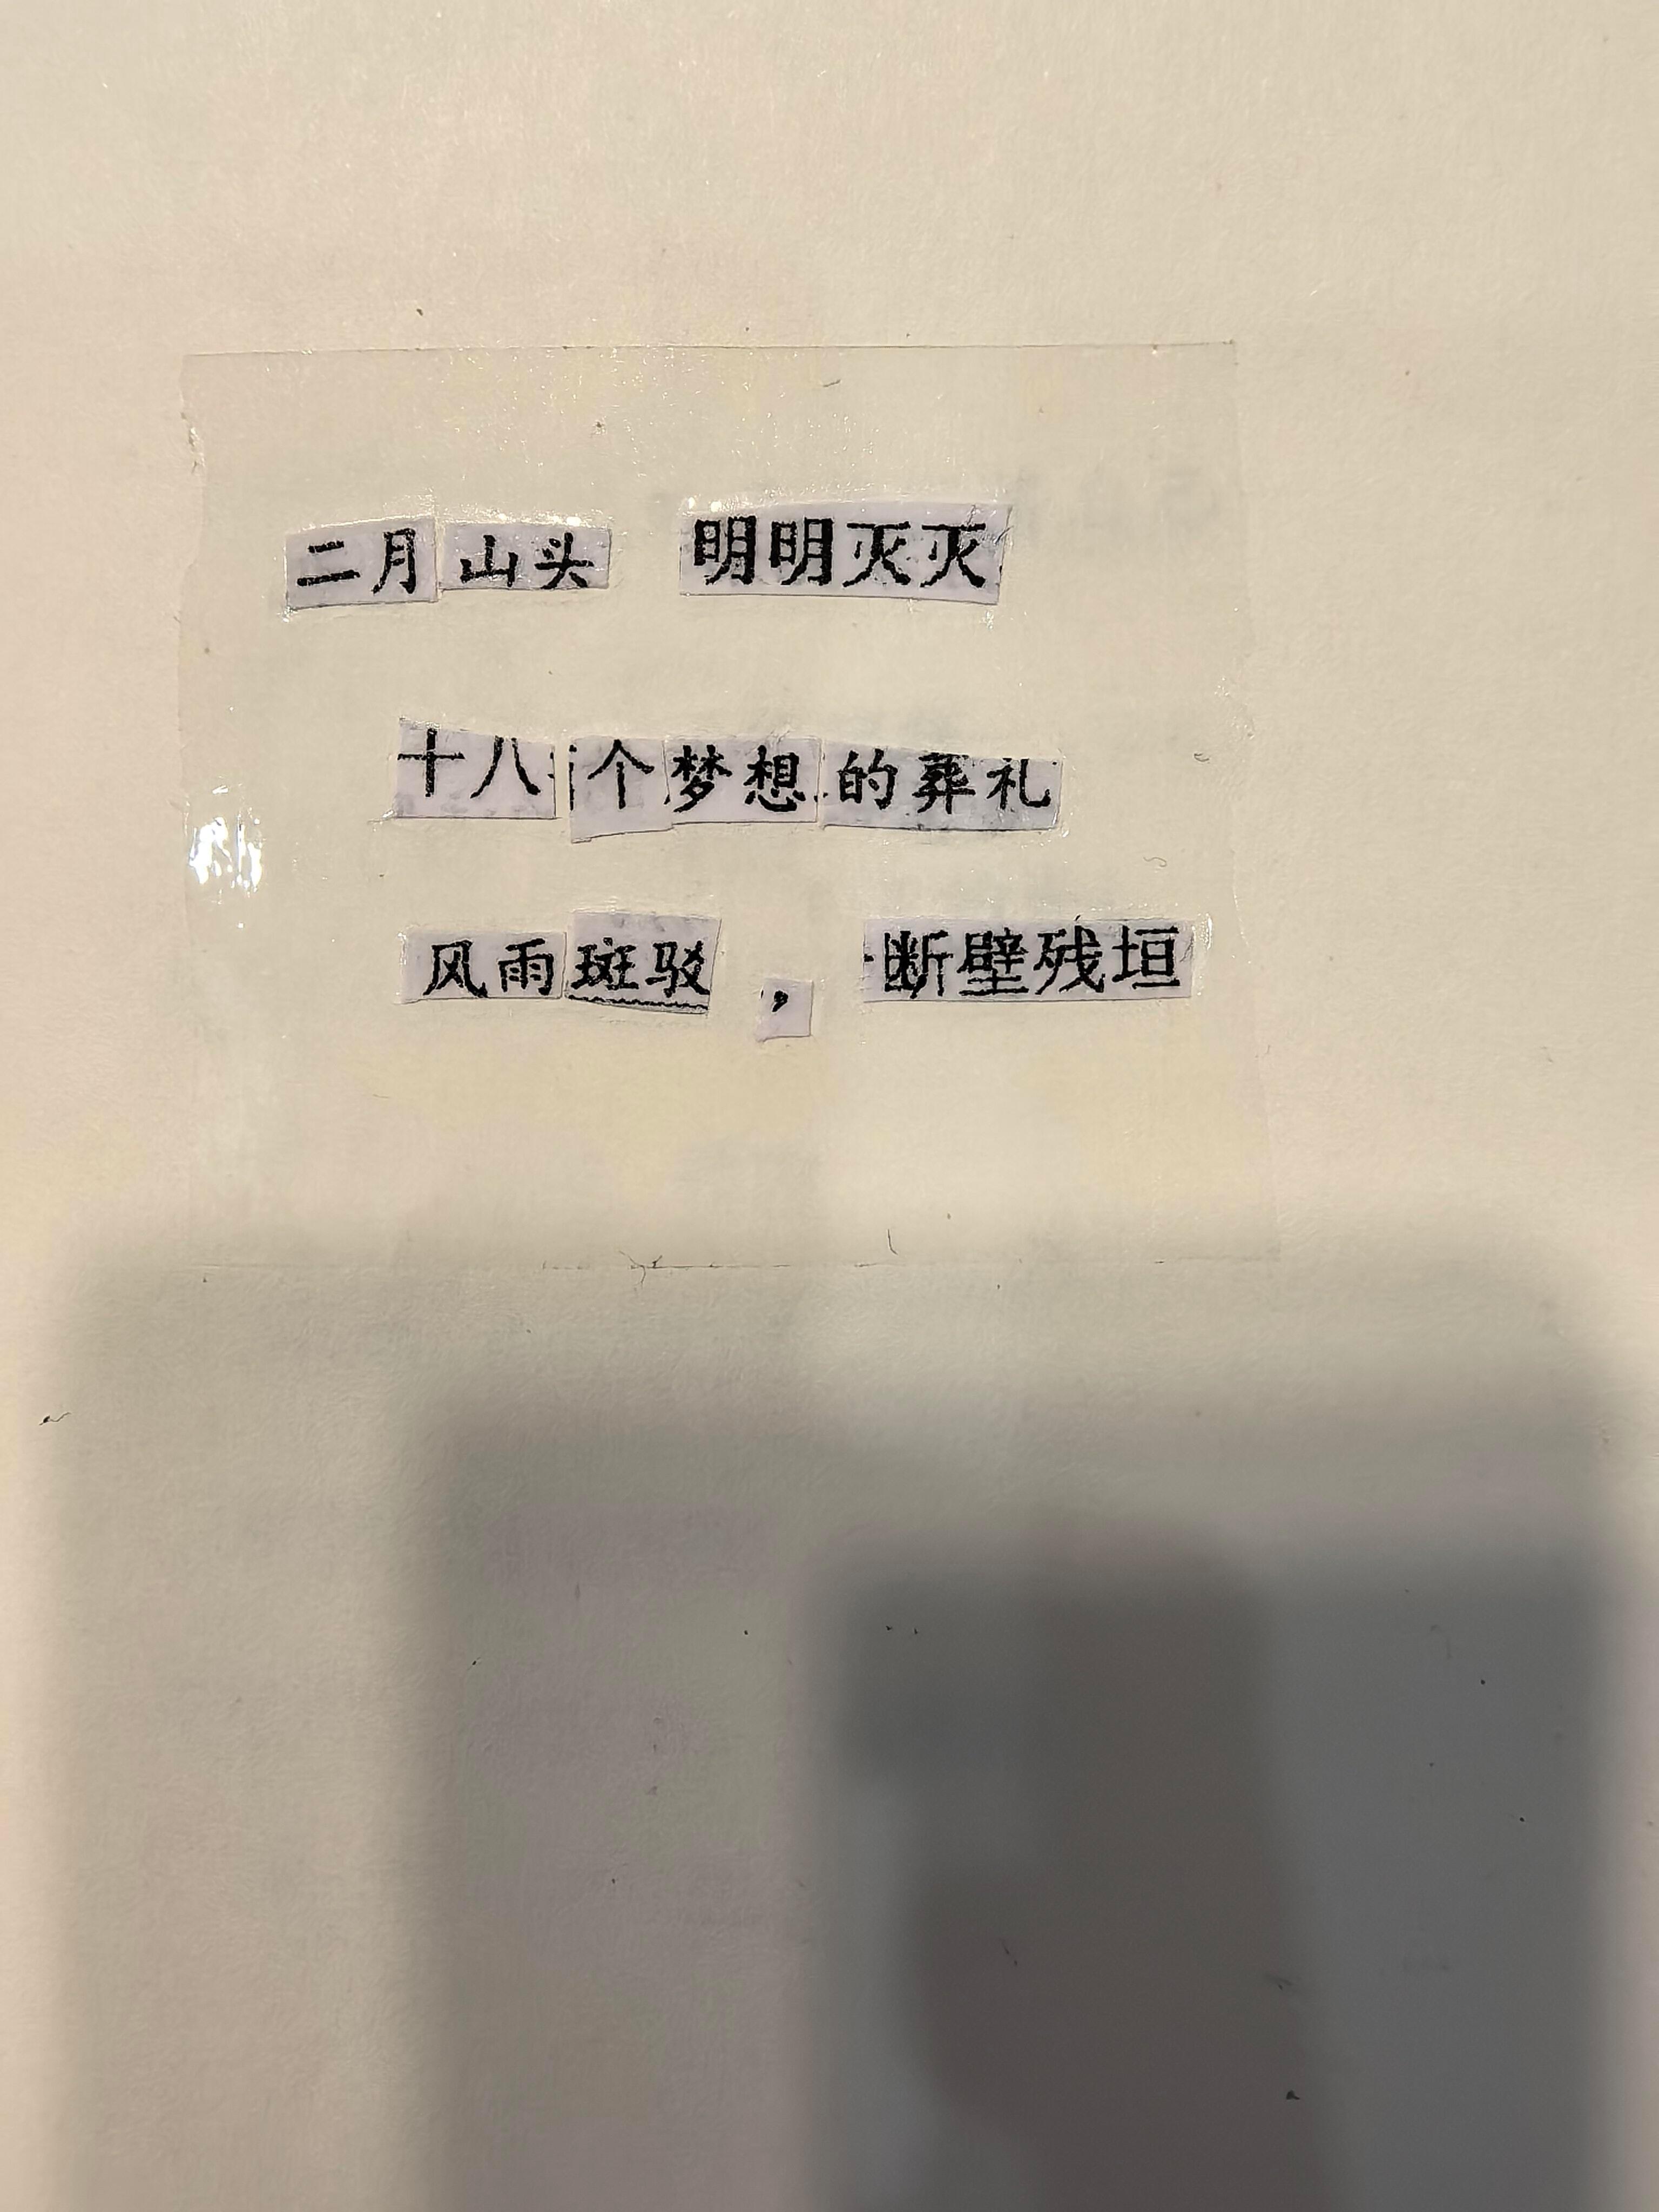 二月山头 明明灭灭
十八个梦想的葬礼
风雨斑驳，断壁残垣